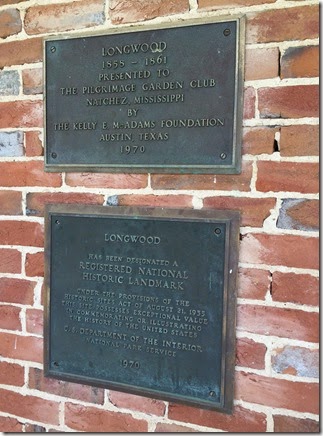 LONGWOOD
1858 - 1861
PRESENTED TO
THE PILGRIMAGE GARDEN CLUB
NATCHEZ, MISSISSIPPI
BY
THE KELLY E. McADAMS FOUNDATION
AUSTIN, TEXAS
1970
LONGWOOD
HAS BEEN DESIGNATED A
REGISTERED NATIONAL
HISTORIC LANDMARK
UNDER THE PROVISIONS OF THE
HISTORIC SITES ACT OF AUGUST 21, 1935
THIS SITE POSSESSES EXCEPTIONAL VALUE
IN COMMEMORATING OR ILLUSTRATING
THE HISTORY OF THE UNITED STATES
U.S. DEPARTMENT OF THE INTERIOR
NATIONAL PARK SERVICE
1970